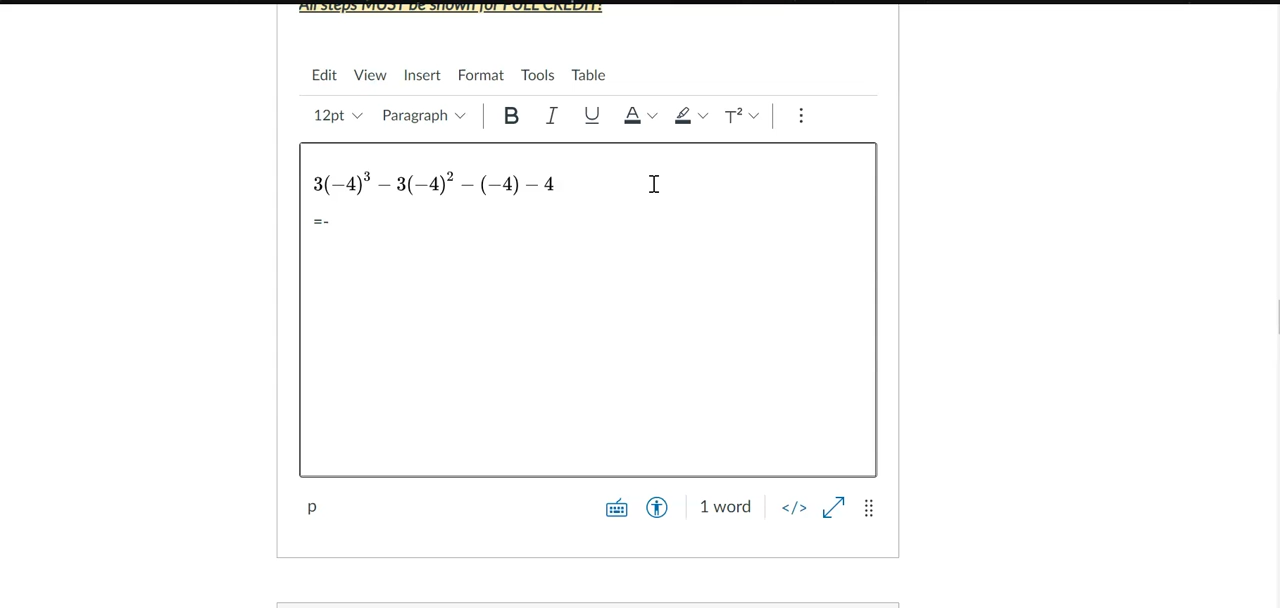 All steps MUST be shown for FULL CREDIT!
Edit View Insert Format Tools Table
12pt Paragraph B I U A T²
3(−4)³ − 3(−4)² − (−4) − 4
=-
p 1 word </>